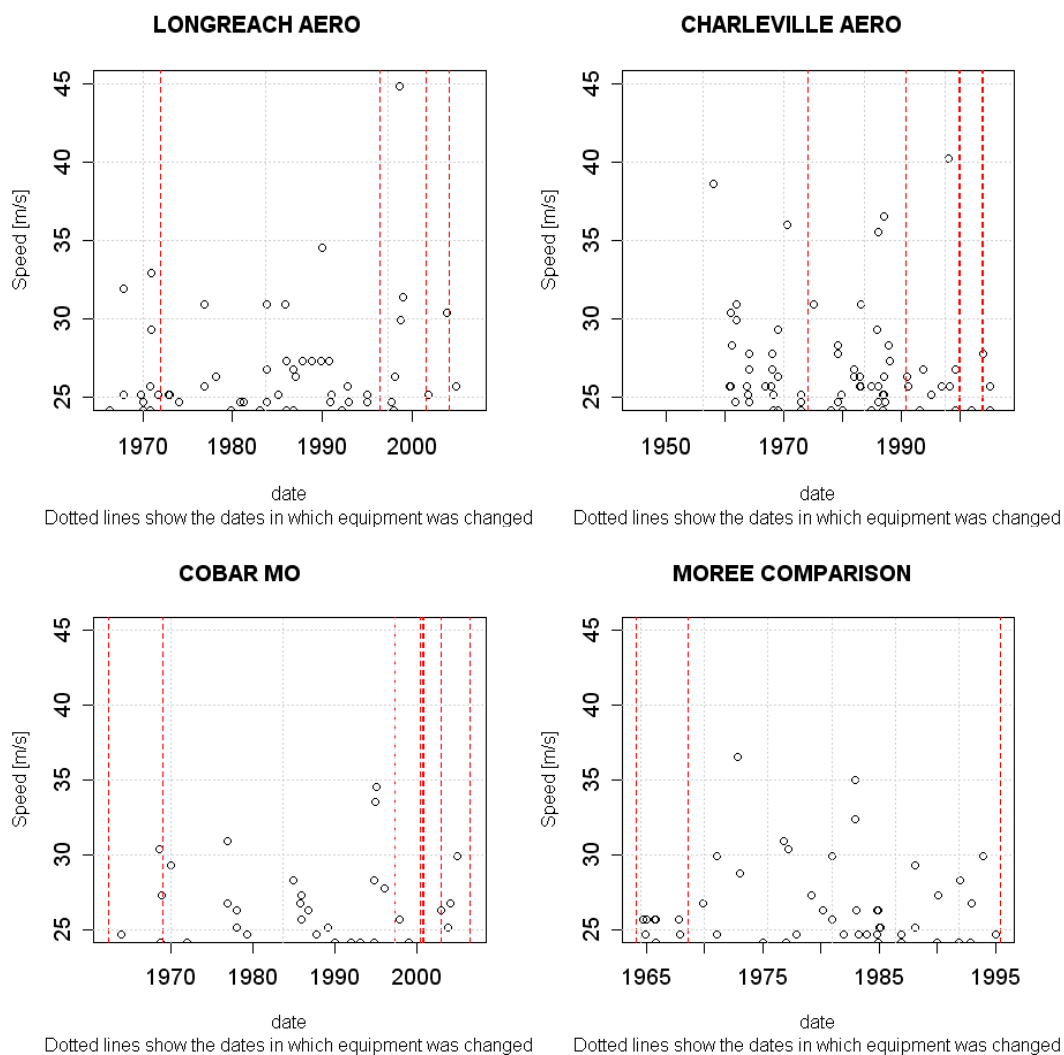 LONGREACH AERO
Speed [m/s]
45
40
35
30
25
1970 1980 1990 2000
date
Dotted lines show the dates in which equipment was changed
CHARLEVILLE AERO
Speed [m/s]
45
40
35
30
25
1950 1970 1990
date
Dotted lines show the dates in which equipment was changed
COBAR MO
Speed [m/s]
45
40
35
30
25
1970 1980 1990 2000
date
Dotted lines show the dates in which equipment was changed
MOREE COMPARISON
Speed [m/s]
45
40
35
30
25
1965 1975 1985 1995
date
Dotted lines show the dates in which equipment was changed